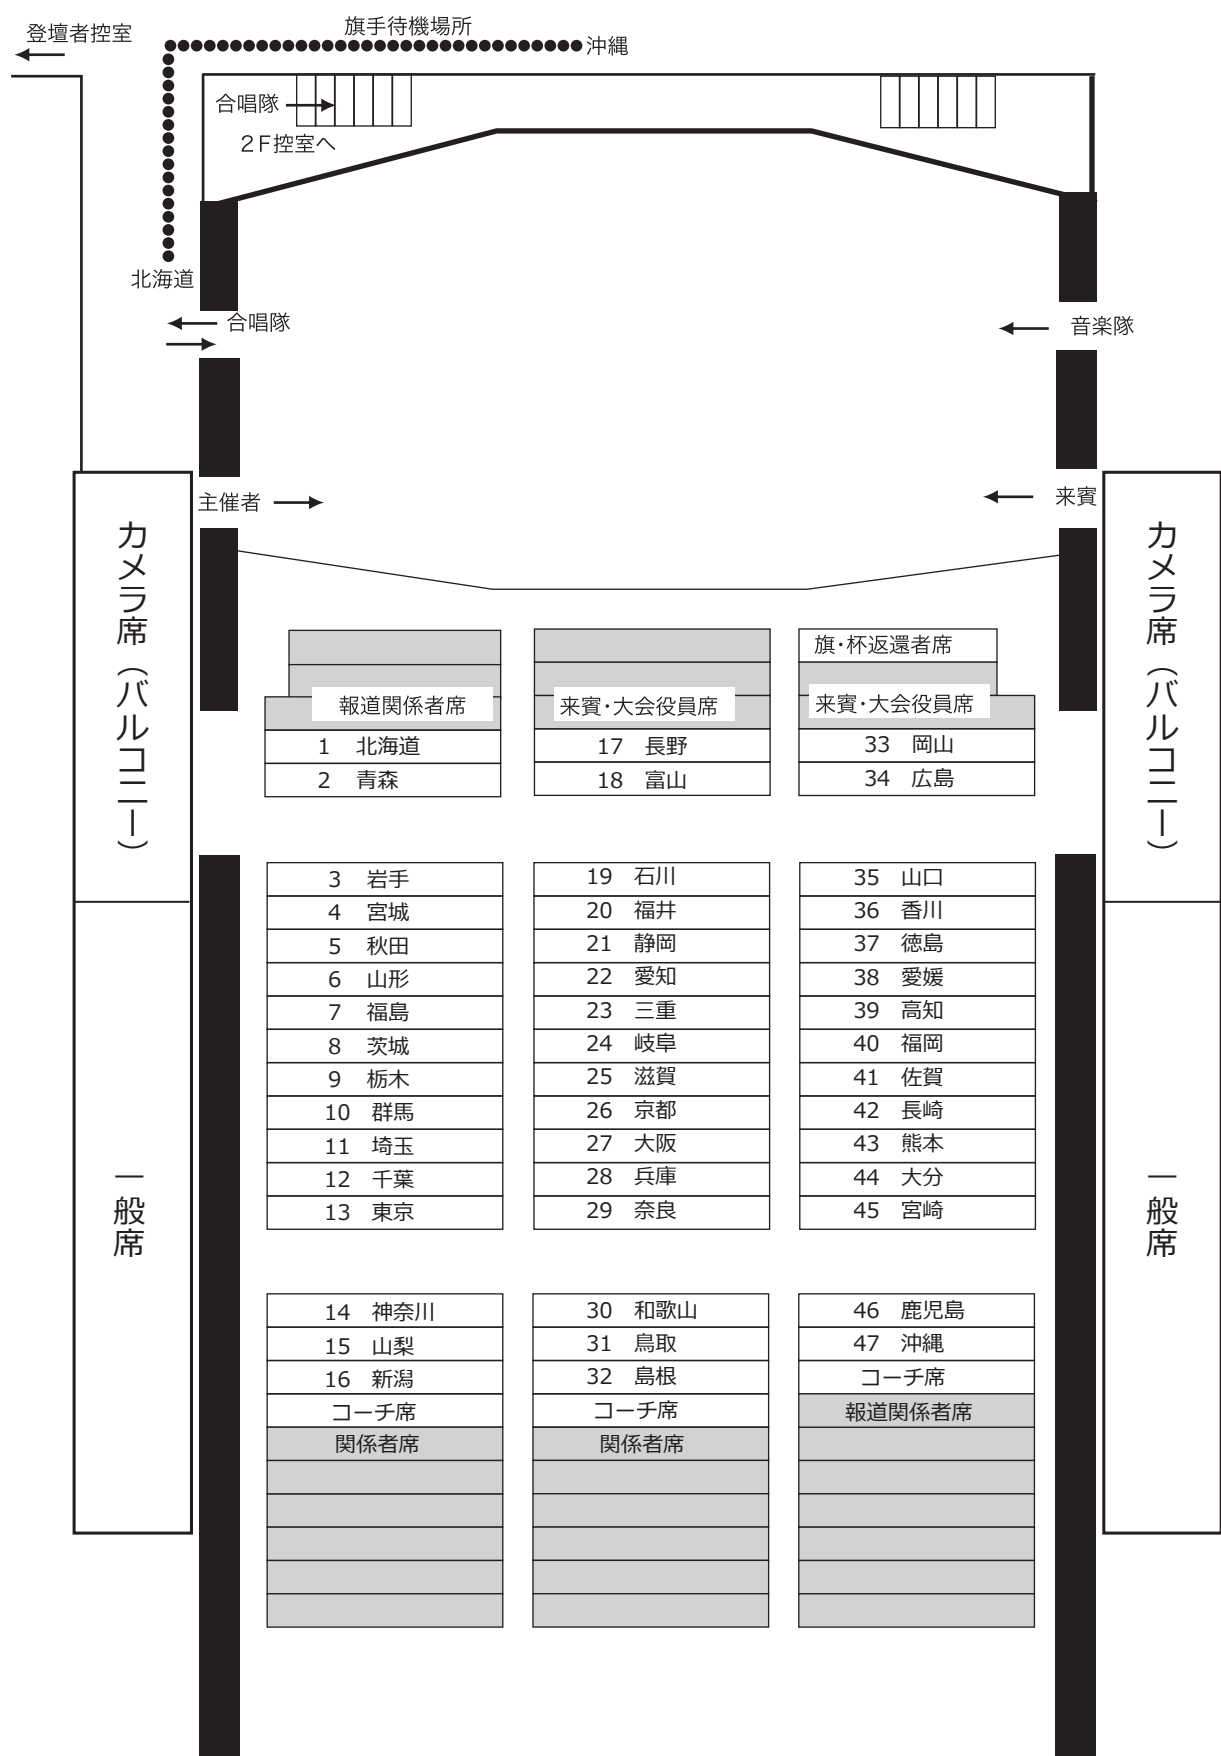 登壇者控室
旗手待機場所
沖縄
合唱隊
2F控室へ
北海道
合唱隊
音楽隊
主催者
来賓
カメラ席（バルコニー）
カメラ席（バルコニー）
旗・杯返還者席
報道関係者席
来賓・大会役員席
来賓・大会役員席
1 北海道
2 青森
17 長野
18 富山
33 岡山
34 広島
3 岩手
4 宮城
5 秋田
6 山形
7 福島
8 茨城
9 栃木
10 群馬
11 埼玉
12 千葉
13 東京
19 石川
20 福井
21 静岡
22 愛知
23 三重
24 岐阜
25 滋賀
26 京都
27 大阪
28 兵庫
29 奈良
35 山口
36 香川
37 徳島
38 愛媛
39 高知
40 福岡
41 佐賀
42 長崎
43 熊本
44 大分
45 宮崎
一般席
一般席
14 神奈川
15 山梨
16 新潟
コーチ席
関係者席
30 和歌山
31 鳥取
32 島根
コーチ席
関係者席
46 鹿児島
47 沖縄
コーチ席
報道関係者席